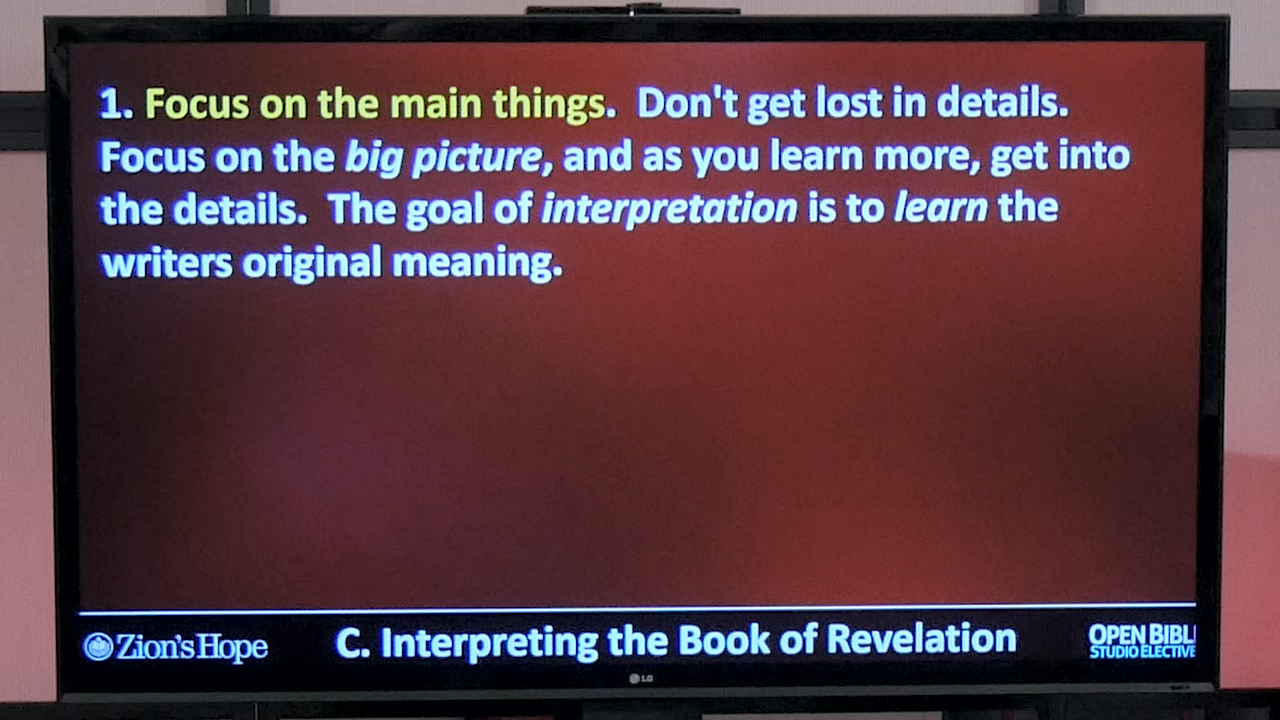 1. Focus on the main things.  Don't get lost in details.
Focus on the big picture, and as you learn more, get into
the details.  The goal of interpretation is to learn the
writers original meaning.
Zion's Hope
C. Interpreting the Book of Revelation
OPEN BIBL
STUDIO ELECTIVE
LG